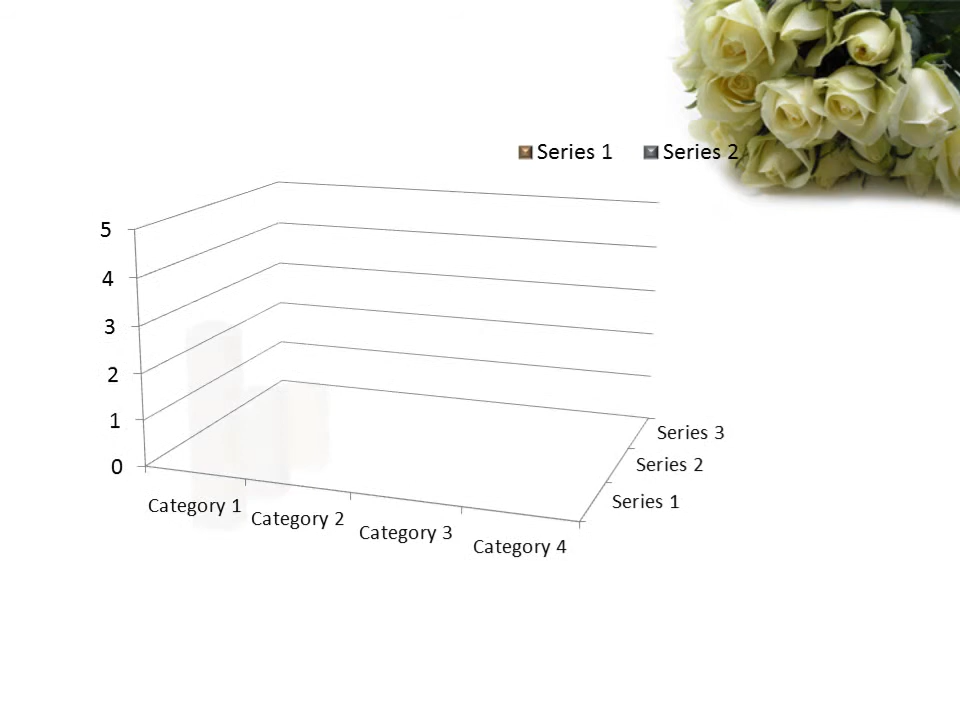 Series 1 Series 2
5
4
3
2
1
0
Series 3
Series 2
Series 1
Category 1
Category 2
Category 3
Category 4